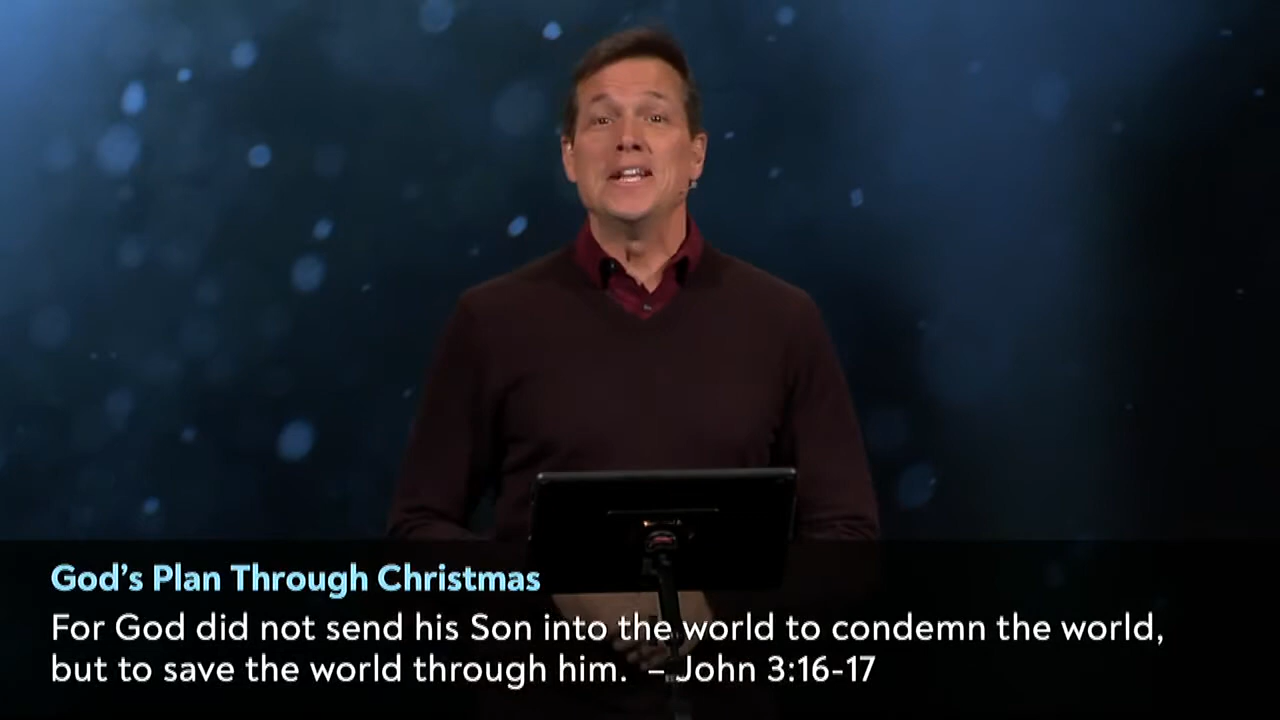 God's Plan Through Christmas
For God did not send his Son into the world to condemn the world,
but to save the world through him. – John 3:16-17